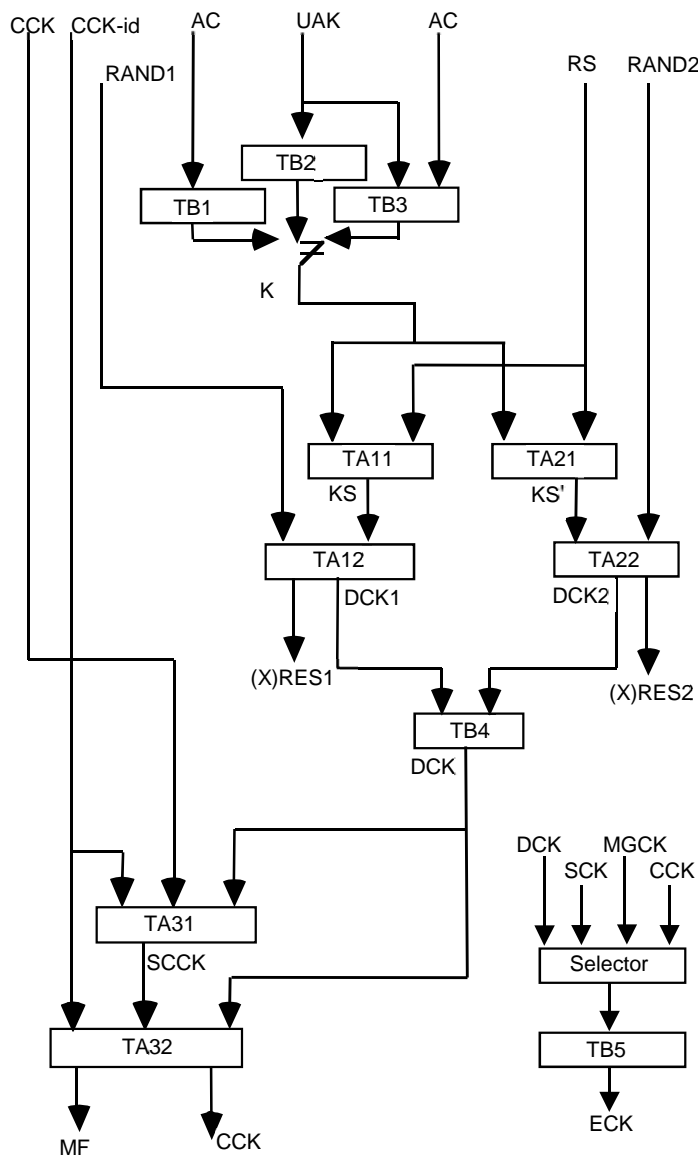 CCK CCK-id AC UAK AC
RAND1 RS RAND2
TB2
TB1 TB3
K
TA11 TA21
KS KS'
TA12 TA22
DCK1 DCK2
(X)RES1 (X)RES2
TB4
DCK
DCK MGCK
SCK CCK
TA31
SCCK Selector
TA32 TB5
ECK
MF CCK